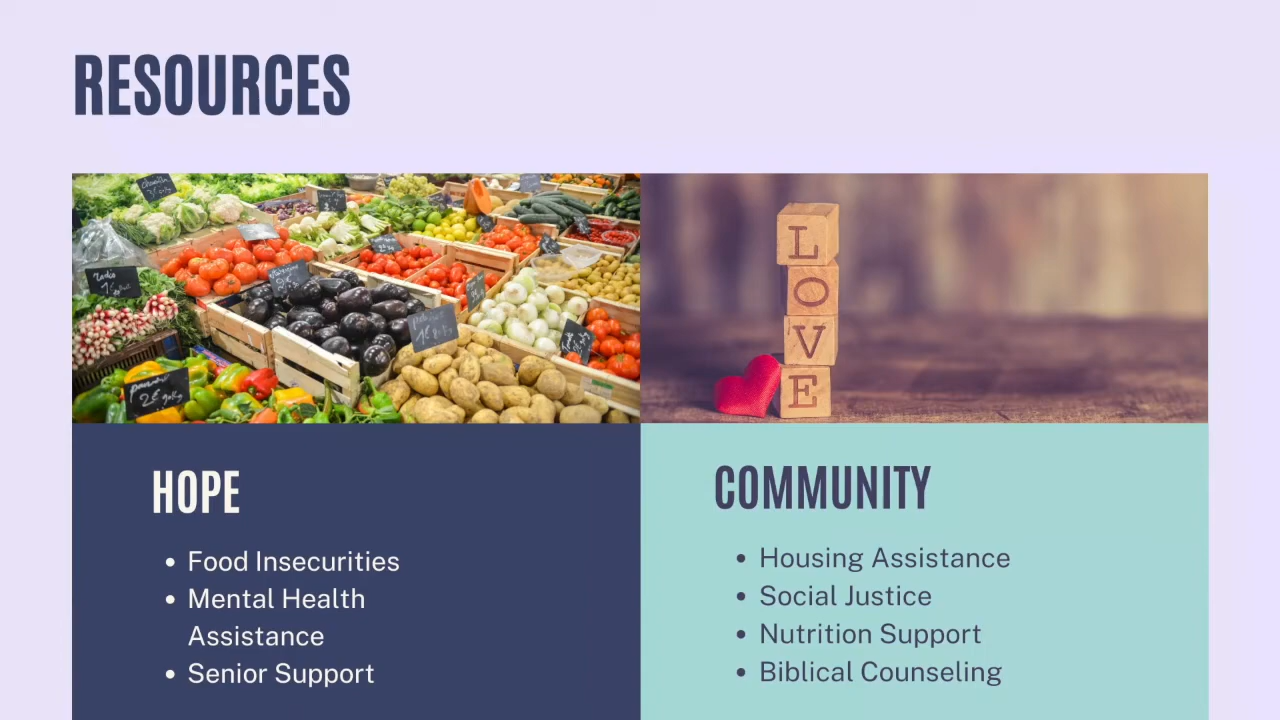 RESOURCES
L
O
V
E
HOPE
• Food Insecurities
• Mental Health
Assistance
• Senior Support
COMMUNITY
• Housing Assistance
• Social Justice
• Nutrition Support
• Biblical Counseling